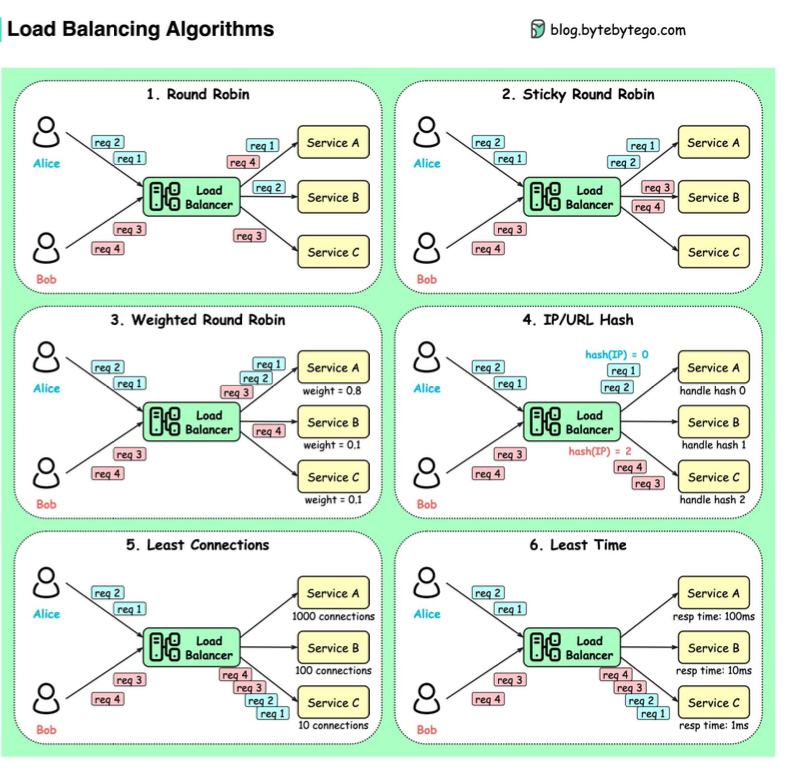 Load Balancing Algorithms
blog.bytebytego.com
1. Round Robin
Alice
req 2
req 1
Bob
req 3
req 4
Load
Balancer
req 1
req 4
req 2
req 3
Service A
Service B
Service C
2. Sticky Round Robin
Alice
req 2
req 1
Bob
req 3
req 4
Load
Balancer
req 1
req 2
req 3
req 4
Service A
Service B
Service C
3. Weighted Round Robin
Alice
req 2
req 1
Bob
req 3
req 4
Load
Balancer
req 1
req 2
req 3
req 4
Service A
weight = 0.8
Service B
weight = 0.1
Service C
weight = 0.1
4. IP/URL Hash
Alice
req 2
req 1
Bob
req 3
req 4
Load
Balancer
hash(IP) = 0
req 1
req 2
hash(IP) = 2
req 4
req 3
Service A
handle hash 0
Service B
handle hash 1
Service C
handle hash 2
5. Least Connections
Alice
req 2
req 1
Bob
req 3
req 4
Load
Balancer
req 4
req 3
req 2
req 1
Service A
1000 connections
Service B
100 connections
Service C
10 connections
6. Least Time
Alice
req 2
req 1
Bob
req 3
req 4
Load
Balancer
req 4
req 3
req 2
req 1
Service A
resp time: 100ms
Service B
resp time: 10ms
Service C
resp time: 1ms